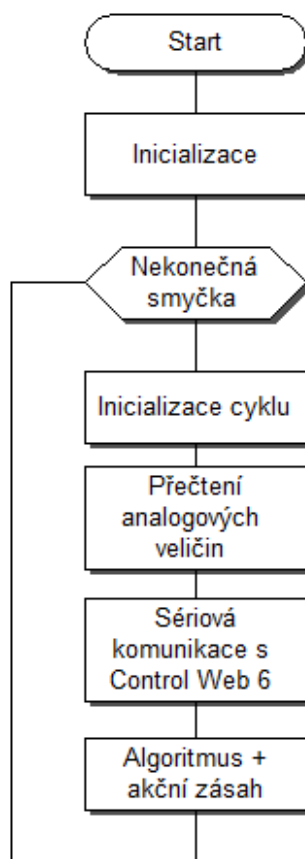 Start
Inicializace
Nekonečná
smyčka
Inicializace cyklu
Přečtení
analogových
veličin
Sériová
komunikace s
Control Web 6
Algoritmus +
akční zásah